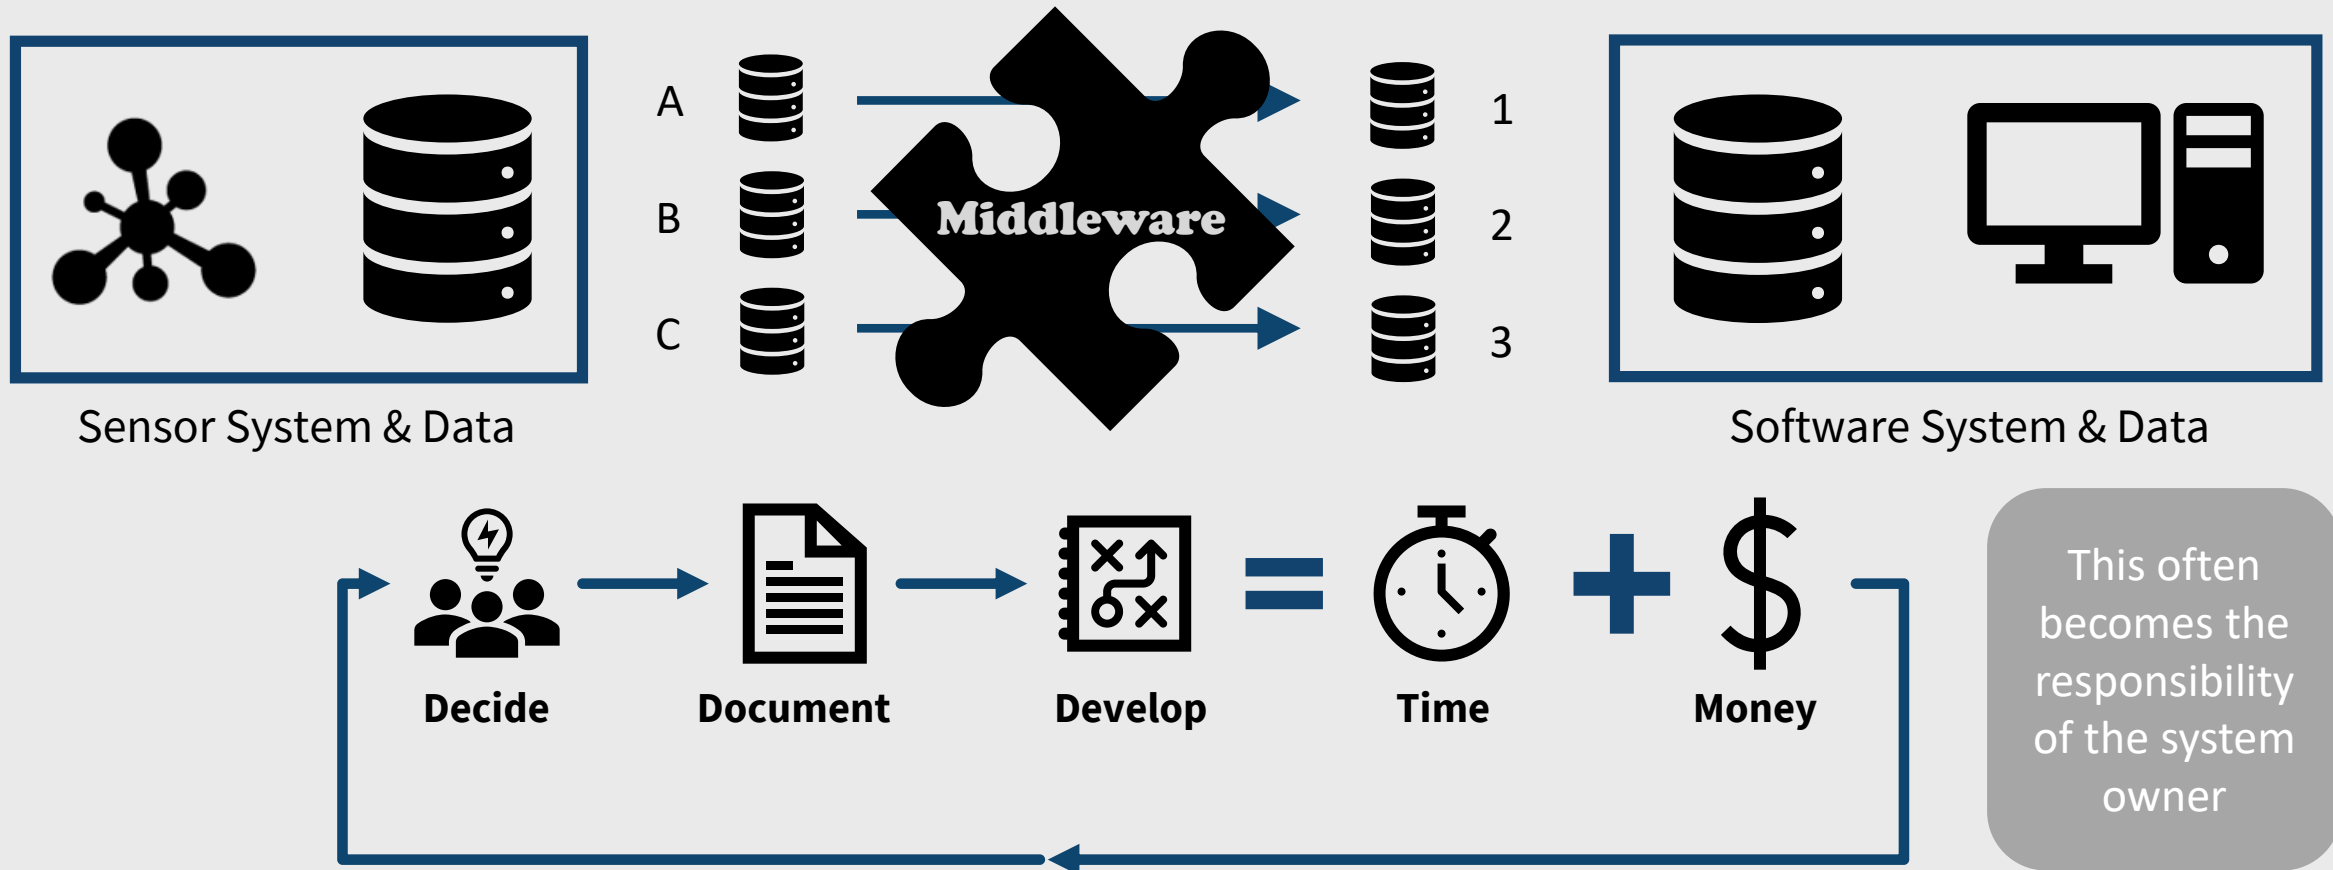 A
B
C
Middleware
1
2
3
Sensor System & Data
Software System & Data
Decide
Document
Develop
Time
Money
This often
becomes the
responsibility
of the system
owner